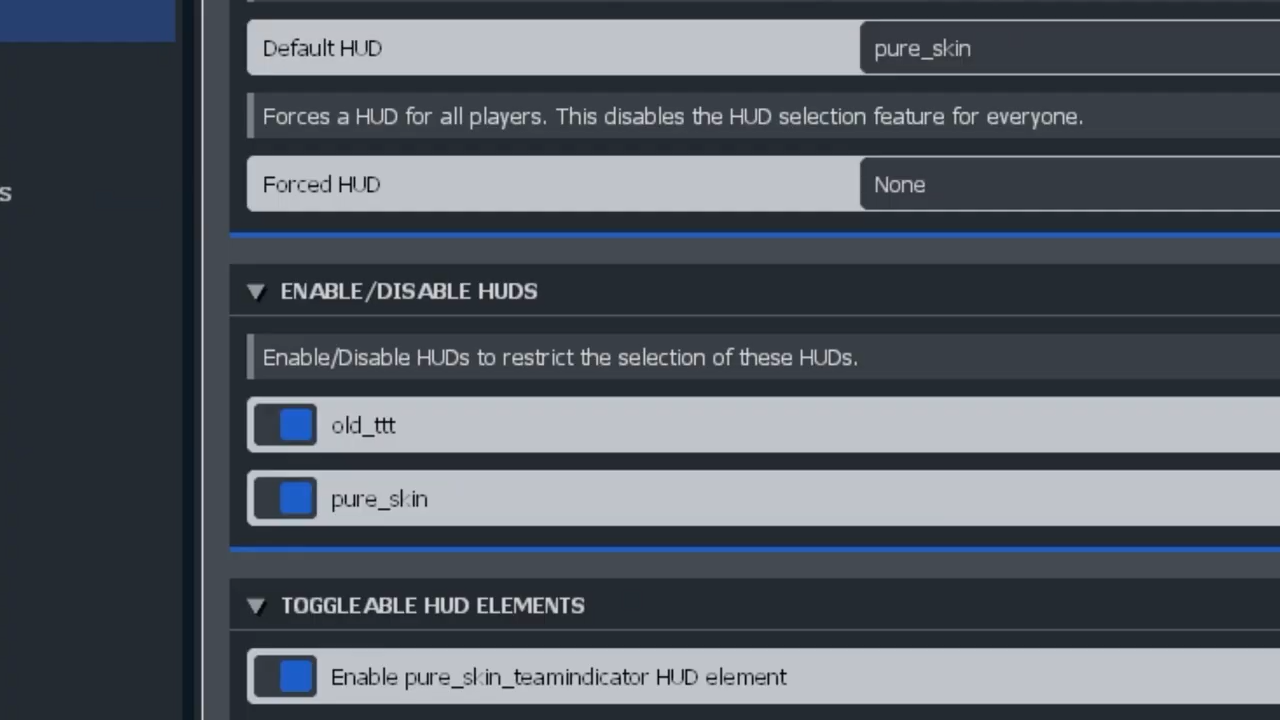 Default HUD
pure_skin
Forces a HUD for all players. This disables the HUD selection feature for everyone.
Forced HUD
None
s
ENABLE/DISABLE HUDS
Enable/Disable HUDs to restrict the selection of these HUDs.
old_ttt
pure_skin
TOGGLEABLE HUD ELEMENTS
Enable pure_skin_teamindicator HUD element